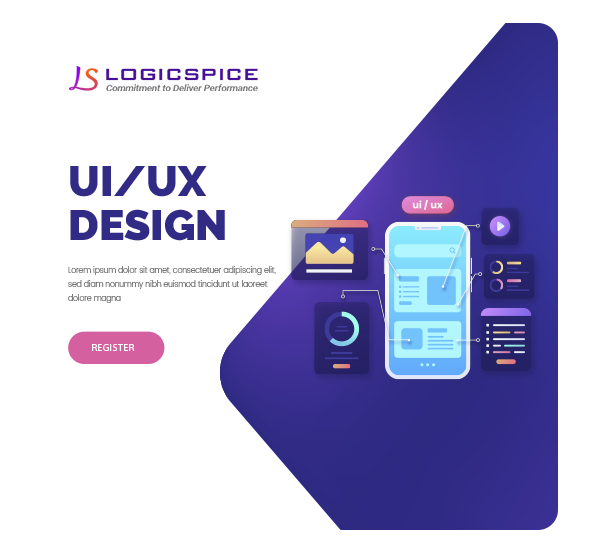 LS LOGICSPICE
Commitment to Deliver Performance
UI/UX
DESIGN
Lorem ipsum dolor sit amet, consectetuer adipiscing elit,
sed diam nonummy nibh euismod tincidunt ut laoreet
dolore magna
REGISTER
ui / ux